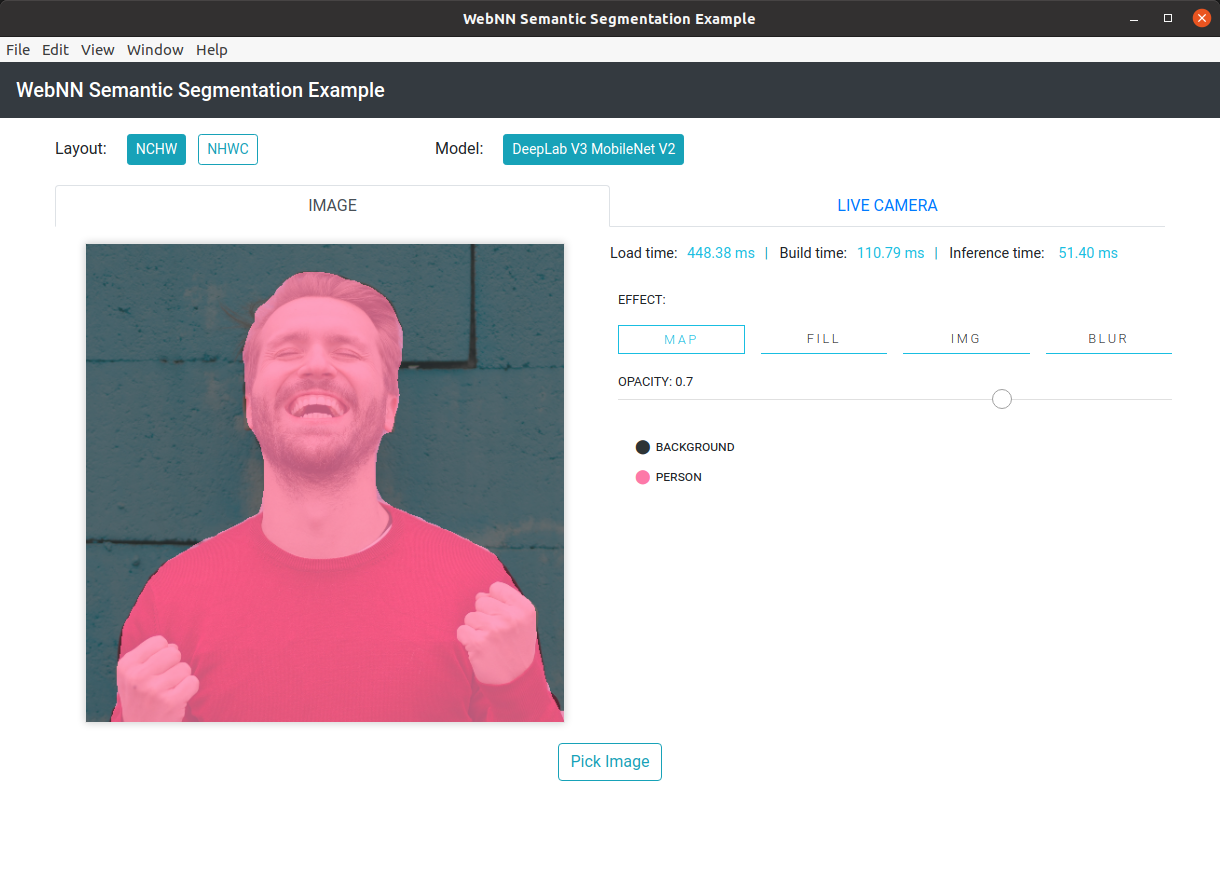 WebNN Semantic Segmentation Example
File Edit View Window Help
WebNN Semantic Segmentation Example
Layout: NCHW NHWC Model: DeepLab V3 MobileNet V2
IMAGE LIVE CAMERA
Load time: 448.38 ms | Build time: 110.79 ms | Inference time: 51.40 ms
EFFECT:
MAP FILL IMG BLUR
OPACITY: 0.7
BACKGROUND
PERSON
Pick Image